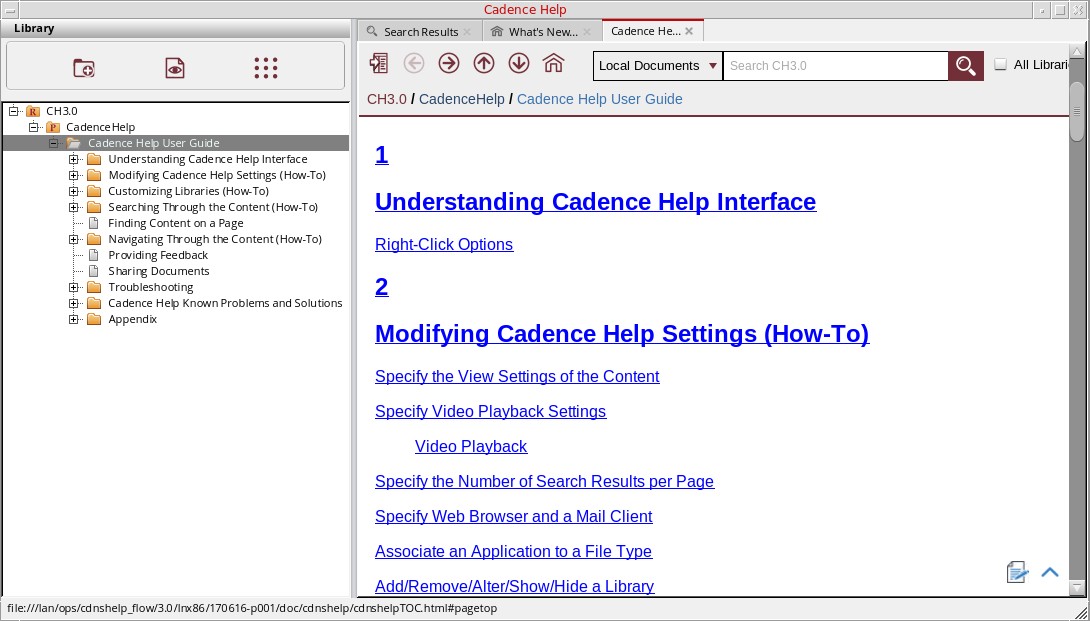 Cadence Help
Library
Search Results
What's New...
Cadence He...
Local Documents
Search CH3.0
All Librari
CH3.0 / CadenceHelp / Cadence Help User Guide
R CH3.0
P CadenceHelp
Cadence Help User Guide
Understanding Cadence Help Interface
Modifying Cadence Help Settings (How-To)
Customizing Libraries (How-To)
Searching Through the Content (How-To)
Finding Content on a Page
Navigating Through the Content (How-To)
Providing Feedback
Sharing Documents
Troubleshooting
Cadence Help Known Problems and Solutions
Appendix
1
Understanding Cadence Help Interface
Right-Click Options
2
Modifying Cadence Help Settings (How-To)
Specify the View Settings of the Content
Specify Video Playback Settings
Video Playback
Specify the Number of Search Results per Page
Specify Web Browser and a Mail Client
Associate an Application to a File Type
Add/Remove/Alter/Show/Hide a Library
file:///lan/ops/cdnshelp_flow/3.0/lnx86/170616-p001/doc/cdnshelp/cdnshelpTOC.html#pagetop